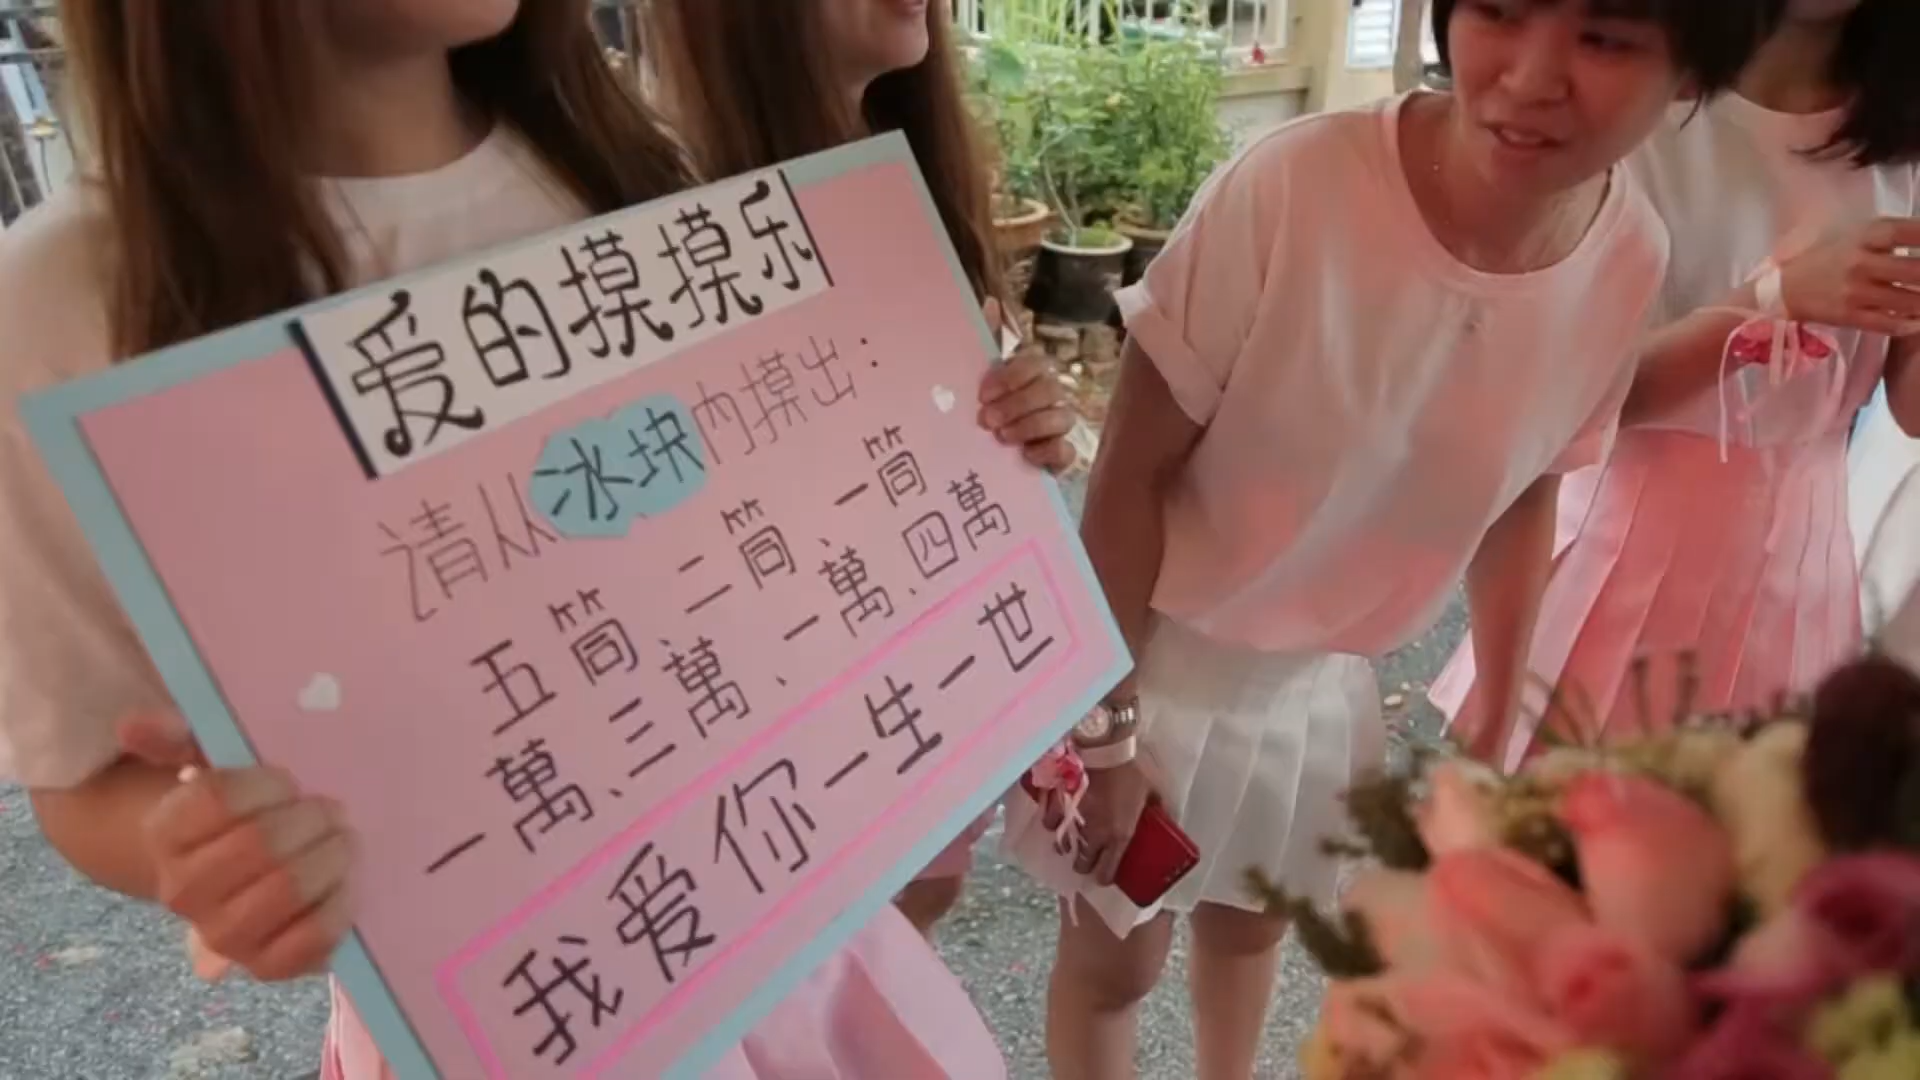 爱的摸摸乐
请从冰块内摸出：
五筒、二筒、一筒
一萬、三萬、一萬、四萬
我爱你一生一世